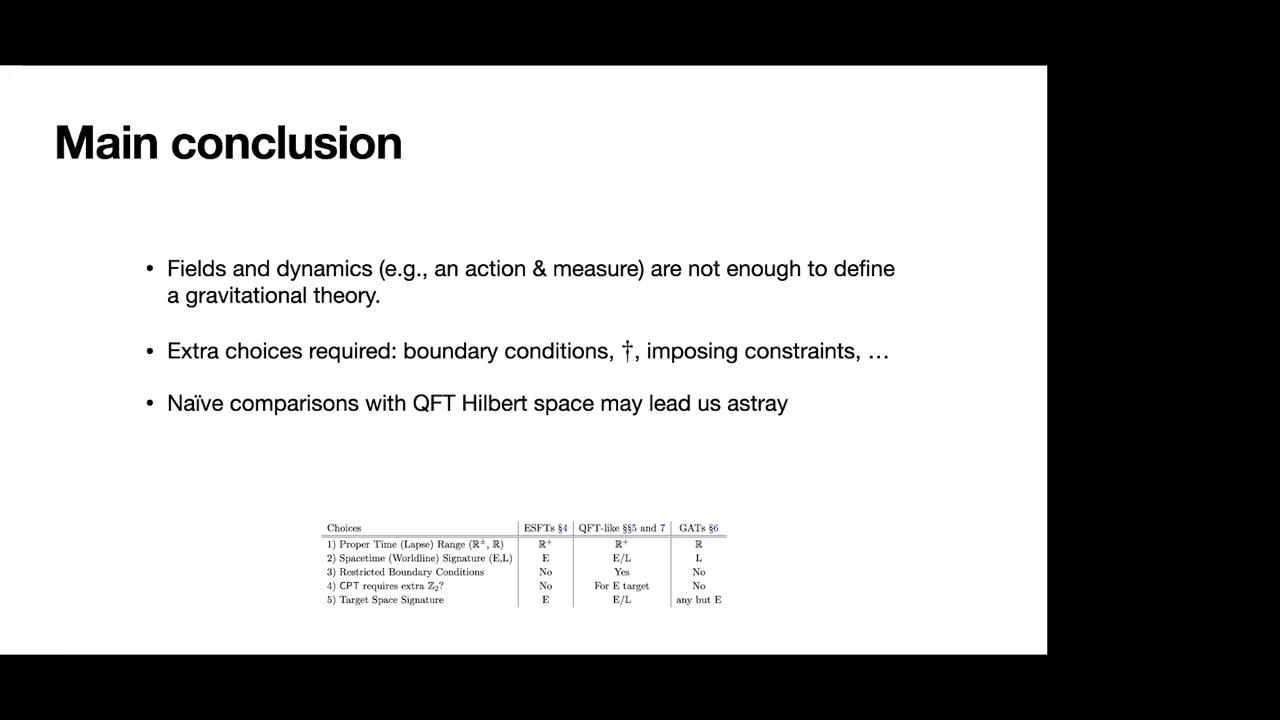 Main conclusion
• Fields and dynamics (e.g., an action & measure) are not enough to define
a gravitational theory.
• Extra choices required: boundary conditions, †, imposing constraints, …
• Naïve comparisons with QFT Hilbert space may lead us astray
Choices ESFTs §4 QFT-like §§5 and 7 GATs §6
1) Proper Time (Lapse) Range (ℝ±, ℝ) ℝ+ ℝ+ ℝ
2) Spacetime (Worldline) Signature (E,L) E E/L L
3) Restricted Boundary Conditions No Yes No
4) CPT requires extra ℤ₂? No For E target No
5) Target Space Signature E E/L any but E